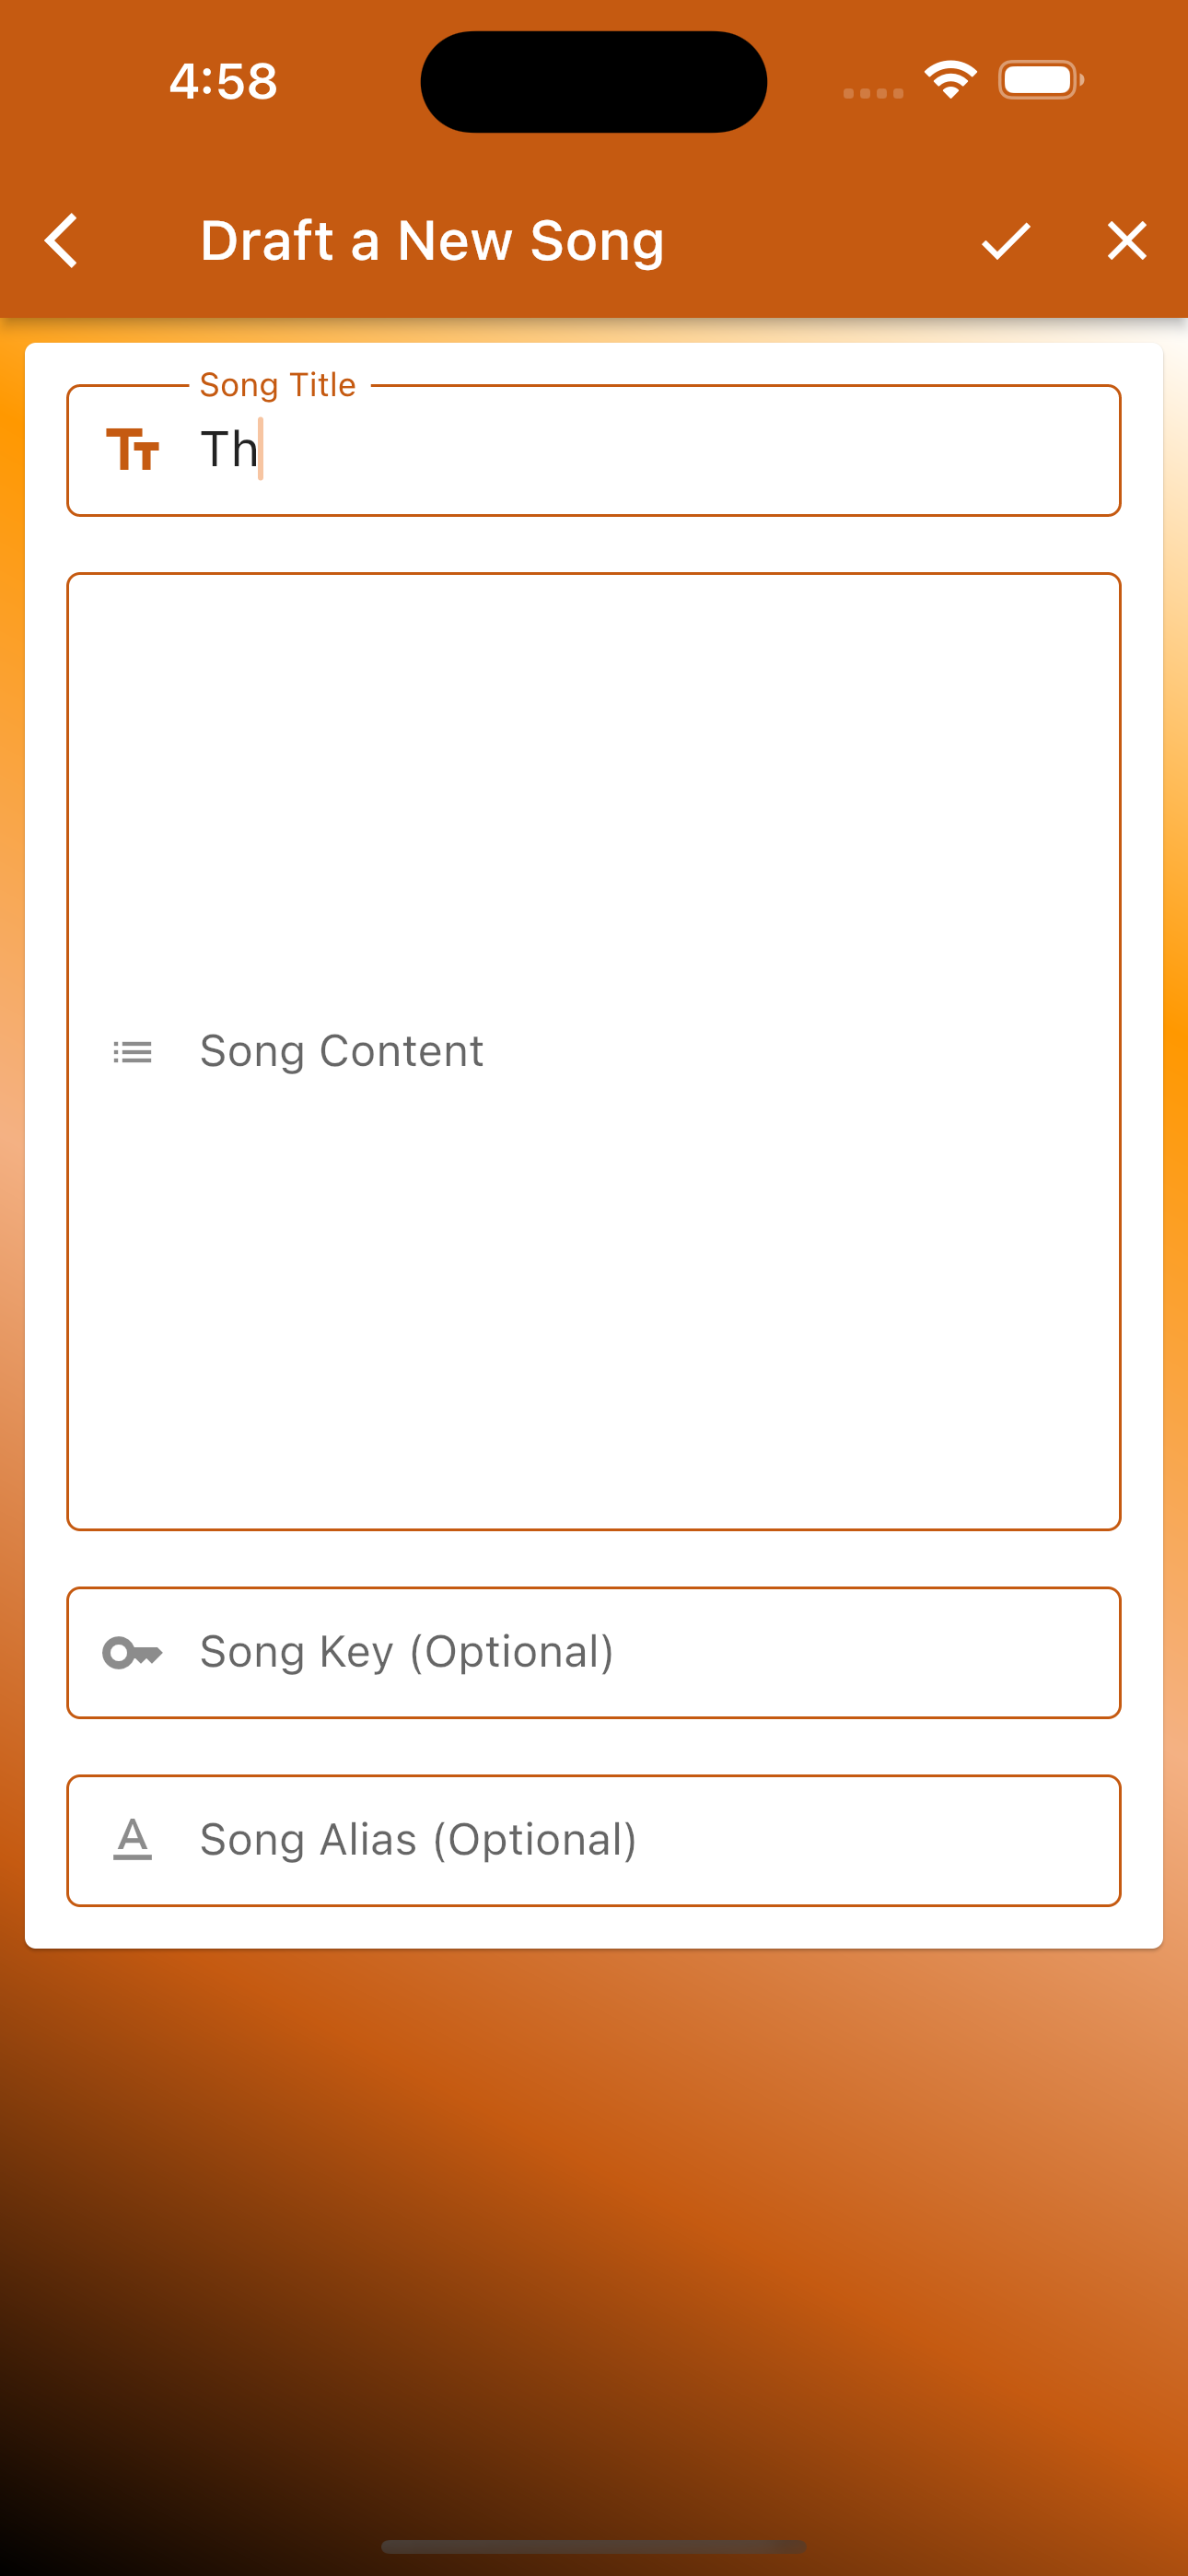 4:58
Draft a New Song
Song Title
Th
Song Content
Song Key (Optional)
Song Alias (Optional)